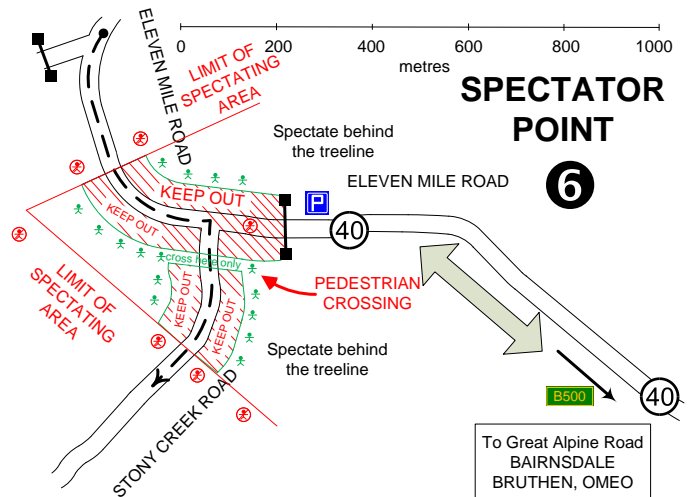 0 200 400 600 800 1000
metres
SPECTATOR
POINT
6
ELEVEN MILE ROAD
LIMIT OF
SPECTATING
AREA
Spectate behind
the treeline
ELEVEN MILE ROAD
KEEP OUT
P
40
KEEP OUT
cross here only
LIMIT OF
SPECTATING
AREA
PEDESTRIAN
CROSSING
KEEP OUT
KEEP OUT
Spectate behind
the treeline
STONY CREEK ROAD
B500
40
To Great Alpine Road
BAIRNSDALE
BRUTHEN, OMEO